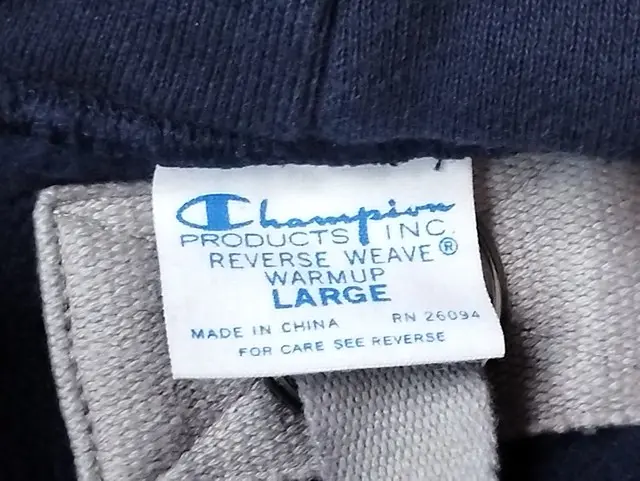 Champion
PRODUCTS INC.
REVERSE WEAVE®
WARMUP
LARGE
MADE IN CHINA RN 26094
FOR CARE SEE REVERSE